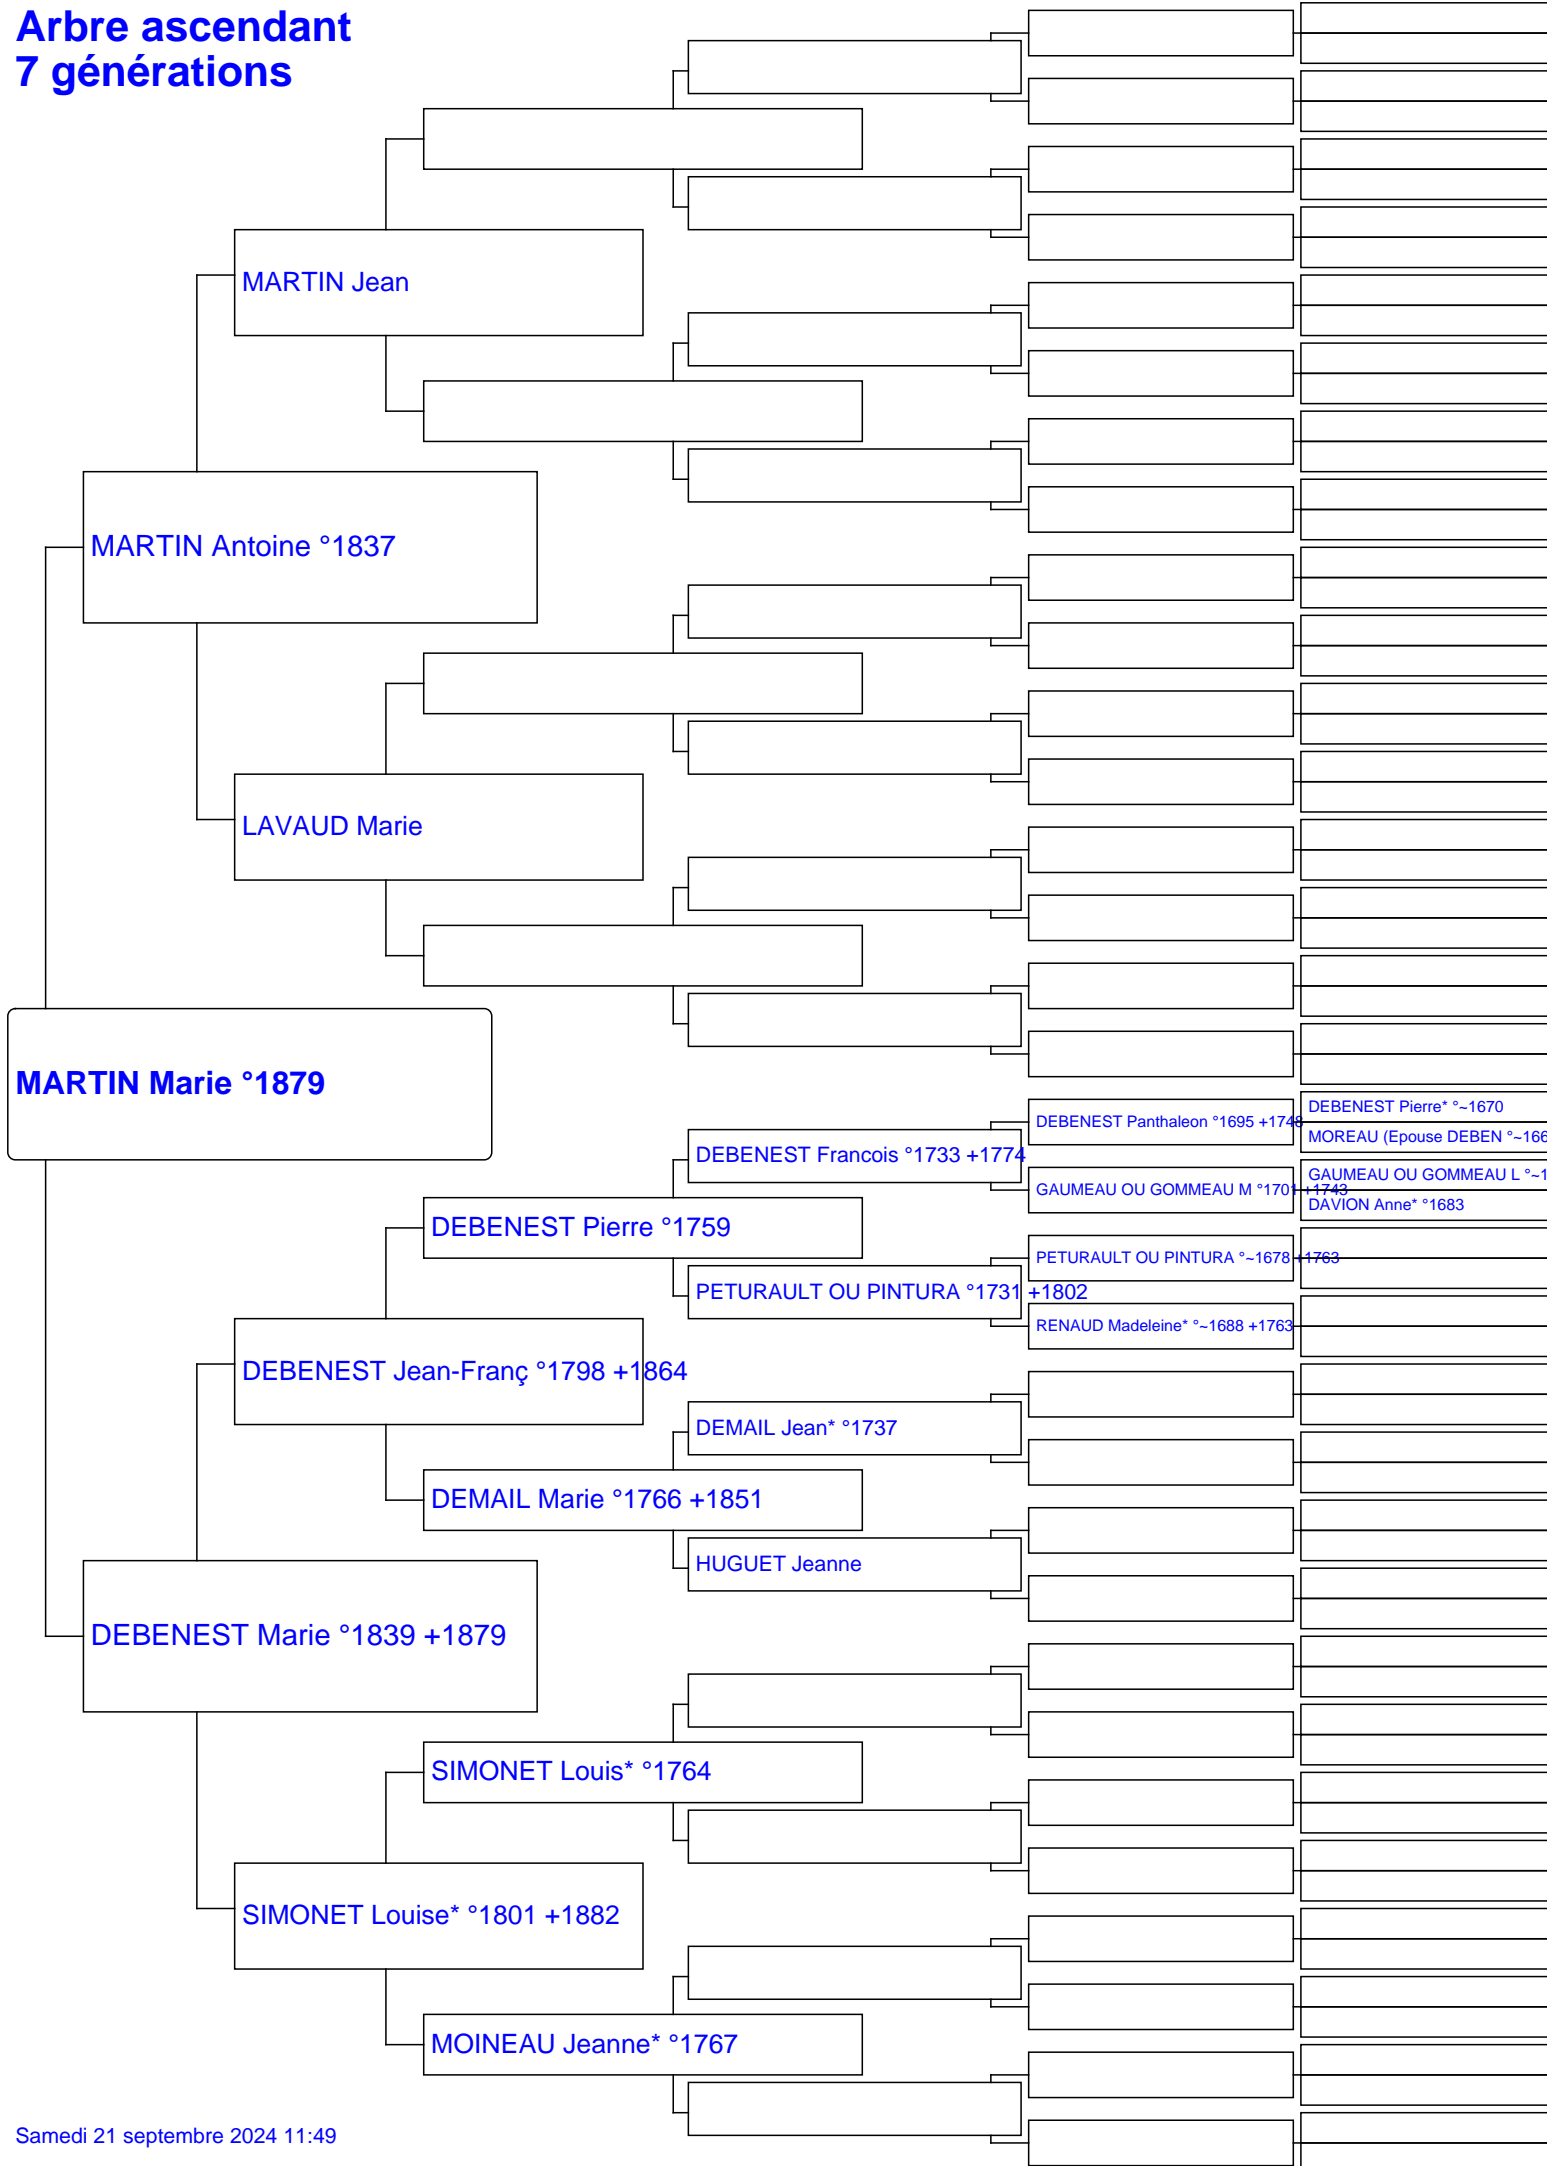 Arbre ascendant
7 générations
MARTIN Jean
MARTIN Antoine °1837
LAVAUD Marie
MARTIN Marie °1879
DEBENEST Panthaleon °1695 +1748
DEBENEST Pierre* °~1670
MOREAU (Epouse DEBEN °~166
DEBENEST Francois °1733 +1774
GAUMEAU OU GOMMEAU M °1701 +1743
GAUMEAU OU GOMMEAU L °~1
DAVION Anne* °1683
DEBENEST Pierre °1759
PETURAULT OU PINTURA °~1678 +1763
PETURAULT OU PINTURA °1731 +1802
RENAUD Madeleine* °~1688 +1763
DEBENEST Jean-Franç °1798 +1864
DEMAIL Jean* °1737
DEMAIL Marie °1766 +1851
HUGUET Jeanne
DEBENEST Marie °1839 +1879
SIMONET Louis* °1764
SIMONET Louise* °1801 +1882
MOINEAU Jeanne* °1767
Samedi 21 septembre 2024 11:49